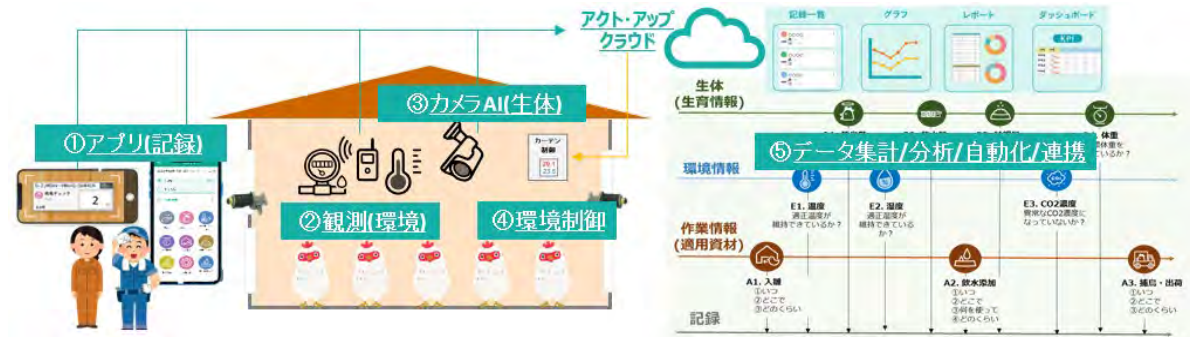 アクト・アップ
クラウド
記録一覧
グラフ
レポート
ダッシュボード
KPI
③カメラAI(生体)
①アプリ(記録)
カーテン
制御
2
②観測(環境)
④環境制御
生体
(生育情報)
体重
⑤データ集計/分析/自動化/連携
環境情報
E1. 温度
適正温度が
維持できているか?
E2. 湿度
適正湿度が
維持できている
か?
E3. CO2濃度
異常なCO2濃度に
なっていないか?
作業情報
(適用資材)
A1. 入雛
①いつ
②どこで
③どのくらい
A2. 飲水添加
①いつ
②どこで
③何を使って
④どのくらい
A3. 捕鳥・出荷
①いつ
②どこで
③どのくらい
記録